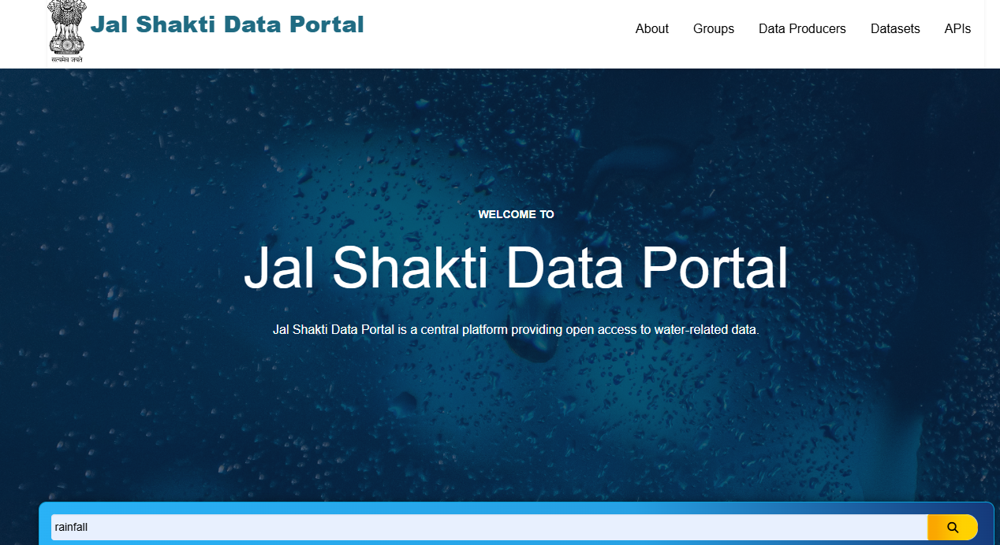 Jal Shakti Data Portal
About Groups Data Producers Datasets APIs
सत्यमेव जयते
WELCOME TO
Jal Shakti Data Portal
Jal Shakti Data Portal is a central platform providing open access to water-related data.
rainfall